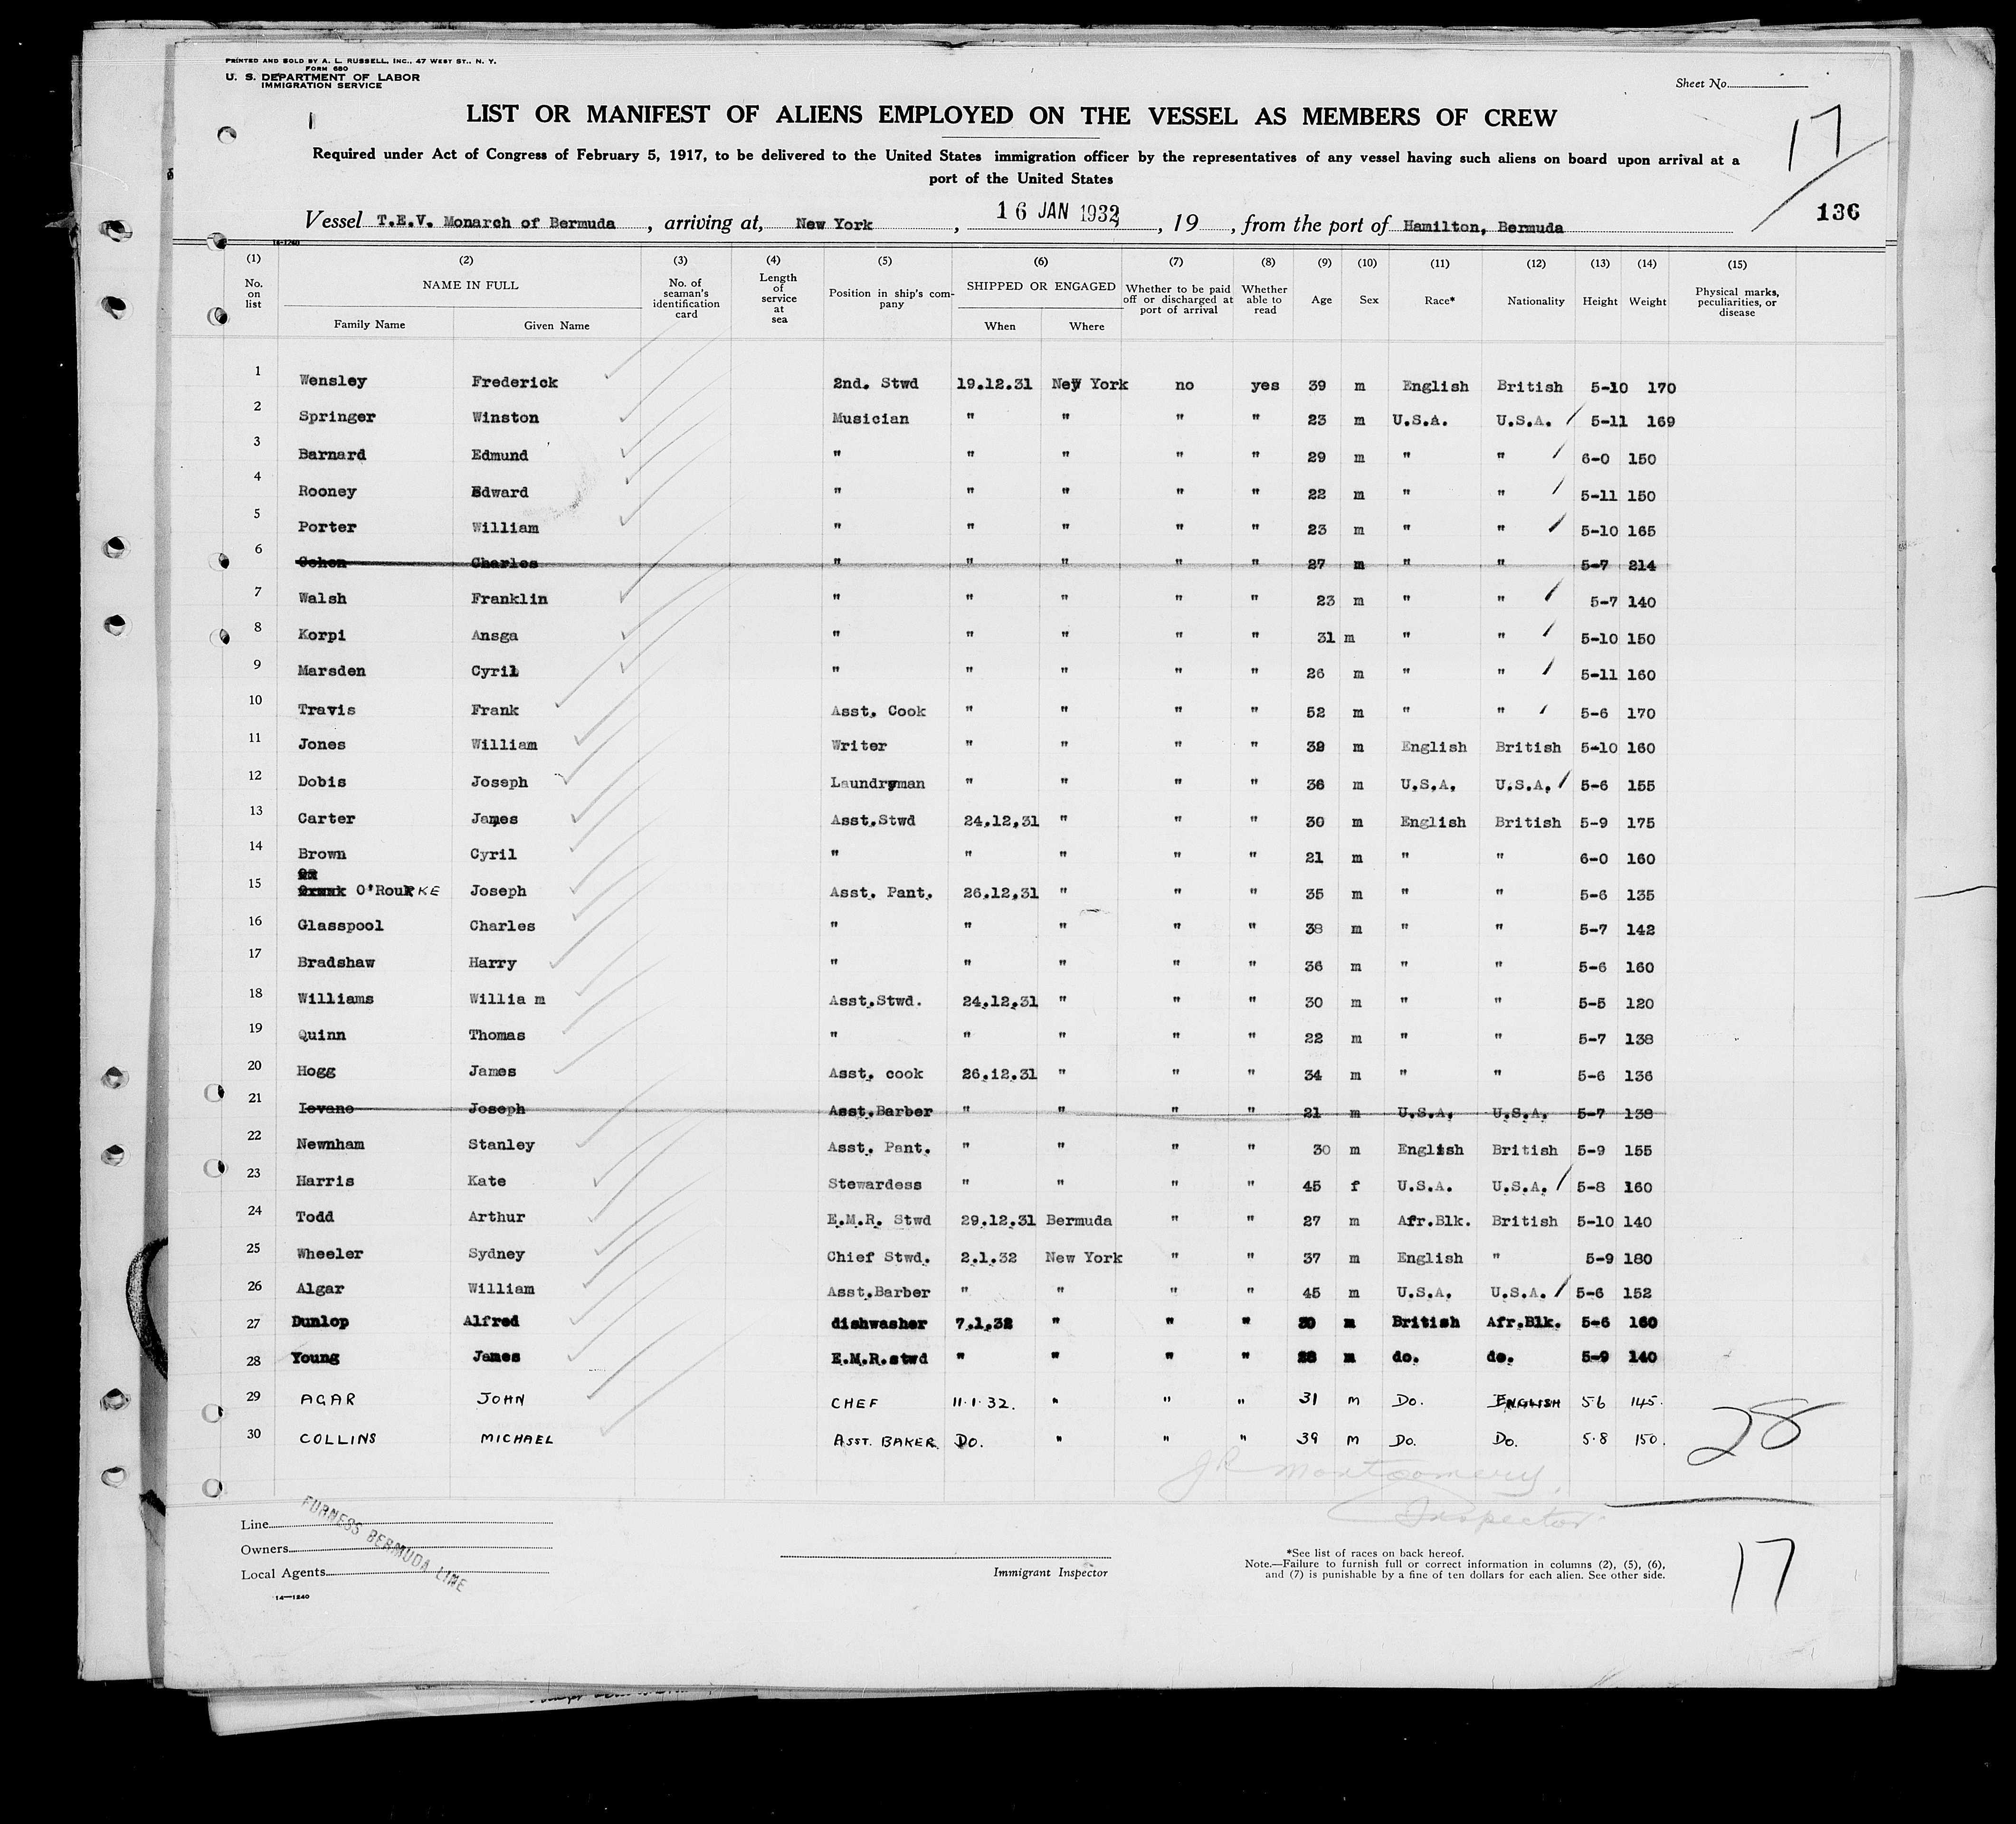 PRINTED AND SOLD BY A. L. RUSSELL, INC., 47 WEST ST., N. Y.
FORM 680
U. S. DEPARTMENT OF LABOR
IMMIGRATION SERVICE
Sheet No.
LIST OR MANIFEST OF ALIENS EMPLOYED ON THE VESSEL AS MEMBERS OF CREW
17
Required under Act of Congress of February 5, 1917, to be delivered to the United States immigration officer by the representatives of any vessel having such aliens on board upon arrival at a
port of the United States
Vessel T.E.V. Monarch of Bermuda, arriving at, New York, 16 JAN 1932, 19, from the port of Hamilton, Bermuda
136
14-1240
(1) (2) (3) (4) (5) (6) (7) (8) (9) (10) (11) (12) (13) (14) (15)
No. on list NAME IN FULL Family Name Given Name No. of seaman's identification card Length of service at sea Position in ship's company SHIPPED OR ENGAGED When Where Whether to be paid off or discharged at port of arrival Whether able to read Age Sex Race* Nationality Height Weight Physical marks, peculiarities, or disease
1 Wensley Frederick 2nd. Stwd 19.12.31 New York no yes 39 m English British 5-10 170
2 Springer Winston Musician " " " " 23 m U.S.A. U.S.A. 5-11 169
3 Barnard Edmund " " " " " 29 m " " 6-0 150
4 Rooney Edward " " " " " 22 m " " 5-11 150
5 Porter William " " " " " 23 m " " 5-10 165
6 Charles " " " " " 27 m " " 5-7 214
7 Walsh Franklin " " " " " 23 m " " 5-7 140
8 Korpi Ansga " " " " " 31 m " " 5-10 150
9 Marsden Cyril " " " " " 26 m " " 5-11 160
10 Travis Frank Asst. Cook " " " " 52 m " " 5-6 170
11 Jones William Writer " " " " m English British 5-10 160
12 Dobis Joseph Laundryman " " " " 36 m U.S.A. U.S.A. 5-6 155
13 Carter James Asst.Stwd 24.12.31 " " " 30 m English British 5-9 175
14 Brown Cyril " " " " " 21 m " " 6-0 160
15 O'RourKE Joseph Asst. Pant. 26.12.31 " " " 35 m " " 5-6 135
16 Glasspool Charles " " " " " 38 m " " 5-7 142
17 Bradshaw Harry " " " " " 36 m " " 5-6 160
18 Williams Willia m Asst.Stwd. 24.12.31 " " " 30 m " " 5-5 120
19 Quinn Thomas " " " " " 22 m " " 5-7 138
20 Hogg James Asst. cook 26.12.31 " " " 34 m " " 5-6 136
21 Iovane Joseph Asst.Barber " " " " 21 m U.S.A. U.S.A. 5-7 138
22 Newnham Stanley Asst. Pant. " " " " 30 m English British 5-9 155
23 Harris Kate Stewardess " " " " 45 f U.S.A. U.S.A. 5-8 160
24 Todd Arthur E.M.R. Stwd 29.12.31 Bermuda " " 27 m Afr.Blk. British 5-10 140
25 Wheeler Sydney Chief Stwd. 2.1.32 New York " " 37 m English " 5-9 180
26 Algar William Asst.Barber " " " " 45 m U.S.A. U.S.A. 5-6 152
27 Dunlop Alfred dishwasher 7.1.32 " " " 30 m British Afr.Blk. 5-6 160
28 Young James E.M.R.stwd " " " " 28 m do. do. 5-9 140
29 AGAR JOHN CHEF 11.1.32. " " " 31 M Do. ENGLISH 5 6 145.
30 COLLINS MICHAEL ASST. BAKER. DO. " " " 39 M Do. Do. 5.8 150.
28
JR Montgomery
Inspector
Line
Owners
Local Agents
FURNESS BERMUDA LINE
14-1240
Immigrant Inspector
*See list of races on back hereof.
Note.—Failure to furnish full or correct information in columns (2), (5), (6),
and (7) is punishable by a fine of ten dollars for each alien. See other side.
17